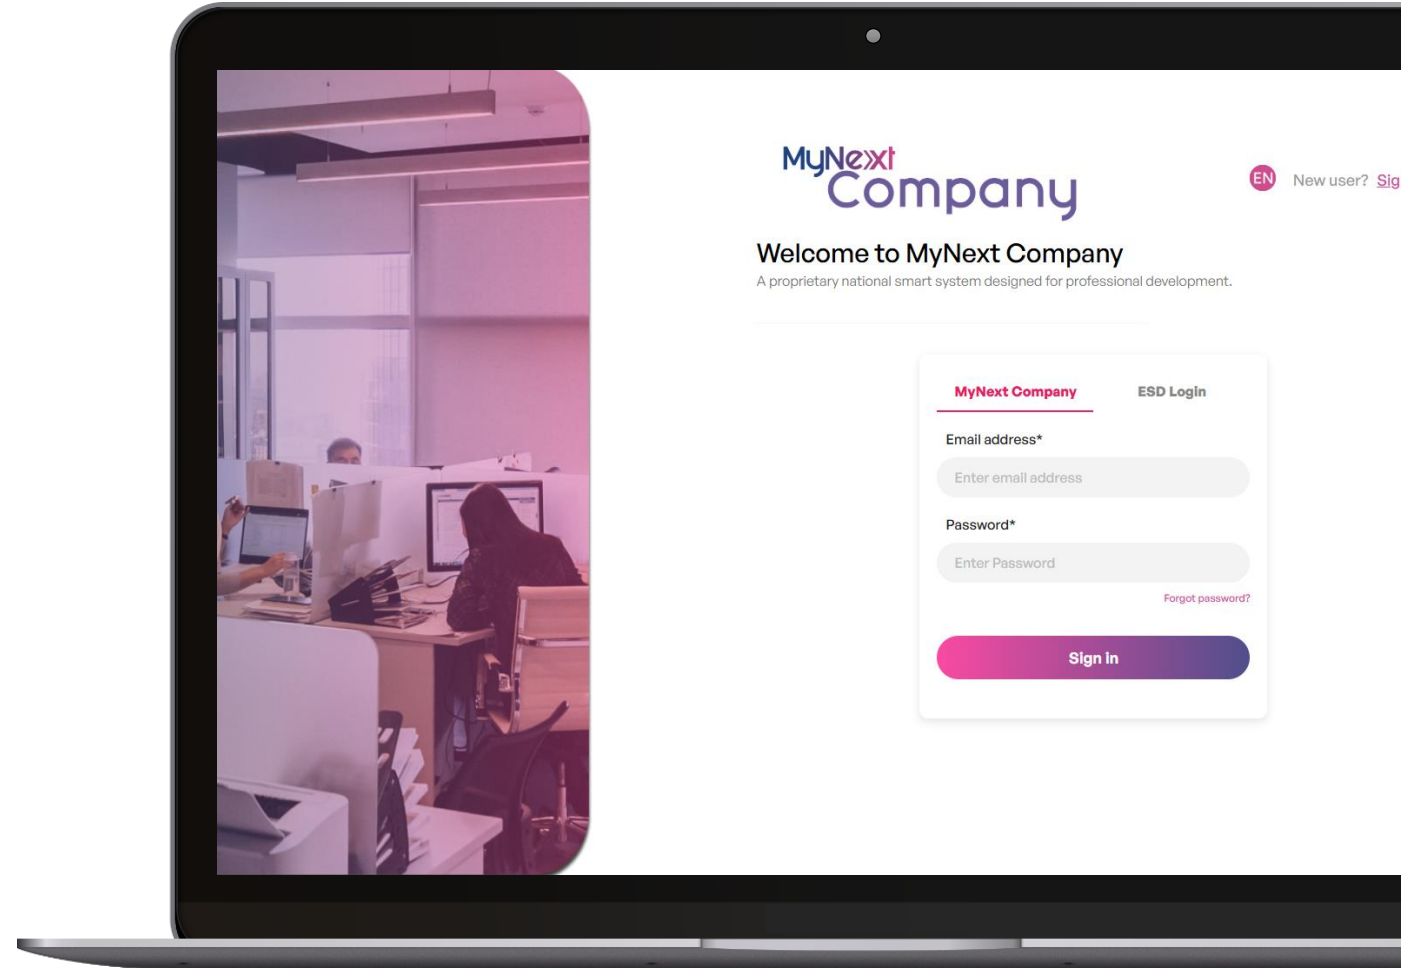 MyNext
Company
EN
New user? Sig
Welcome to MyNext Company
A proprietary national smart system designed for professional development.
MyNext Company
ESD Login
Email address*
Enter email address
Password*
Enter Password
Forgot password?
Sign in